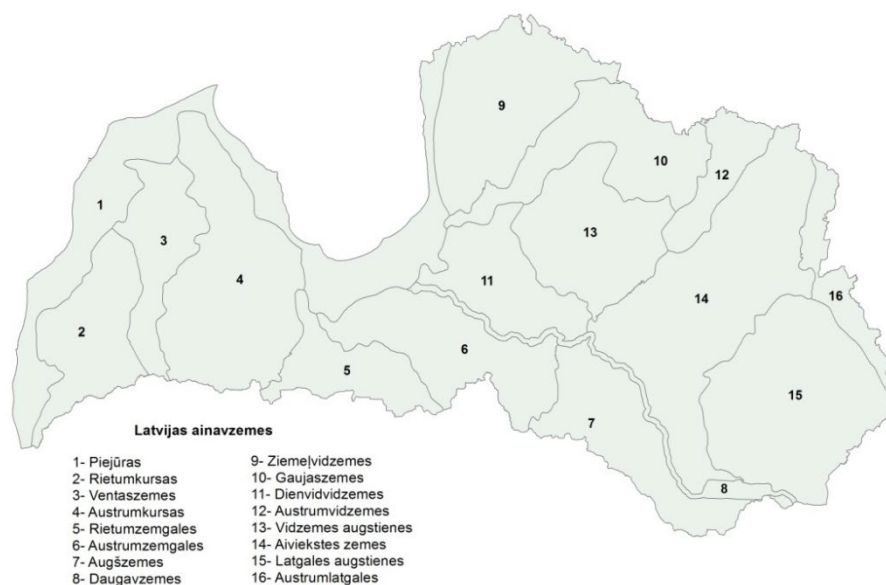 9
10
12
1
3
13
4
11
14
16
2
6
5
15
7
8
Latvijas ainavzemes
1- Piejūras
2- Rietumkursas
3- Ventaszemes
4- Austrumkursas
5- Rietumzemgales
6- Austrumzemgales
7- Augšzemes
8- Daugavzemes
9- Ziemeļvidzemes
10- Gaujaszemes
11- Dienvidvidzemes
12- Austrumvidzemes
13- Vidzemes augstienes
14- Aiviekstes zemes
15- Latgales augstienes
16- Austrumlatgales